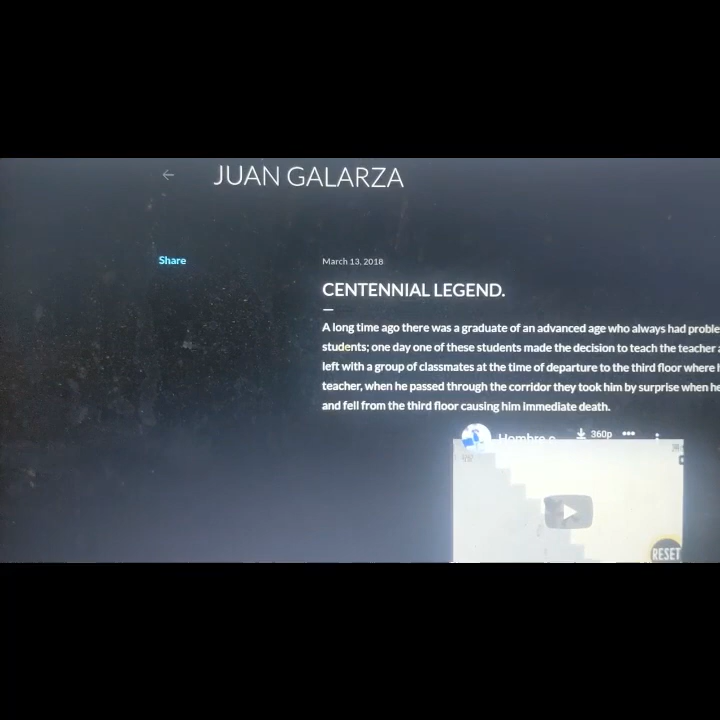 JUAN GALARZA
Share
March 13, 2018
CENTENNIAL LEGEND.
A long time ago there was a graduate of an advanced age who always had proble
students; one day one of these students made the decision to teach the teacher
left with a group of classmates at the time of departure to the third floor where
teacher, when he passed through the corridor they took him by surprise when he
and fell from the third floor causing him immediate death.
360p
RESET